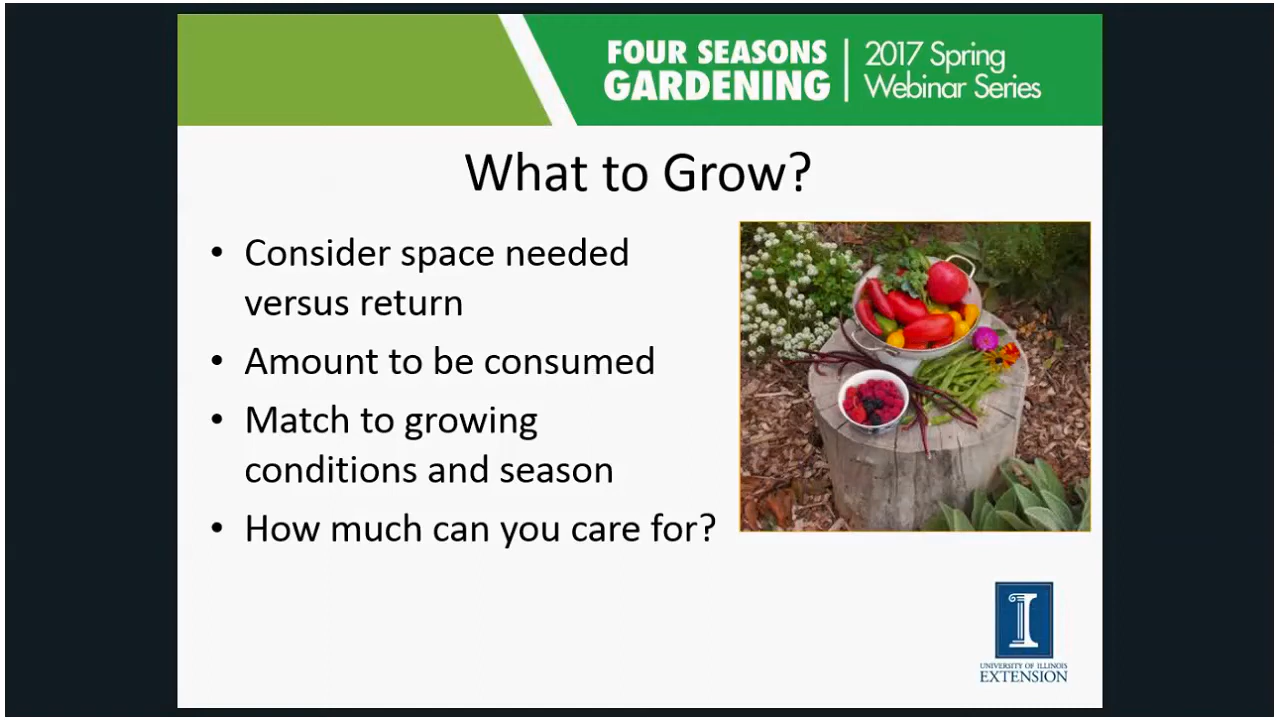 FOUR SEASONS
GARDENING
2017 Spring
Webinar Series
What to Grow?
• Consider space needed
versus return
• Amount to be consumed
• Match to growing
conditions and season
• How much can you care for?
I
UNIVERSITY OF ILLINOIS
EXTENSION